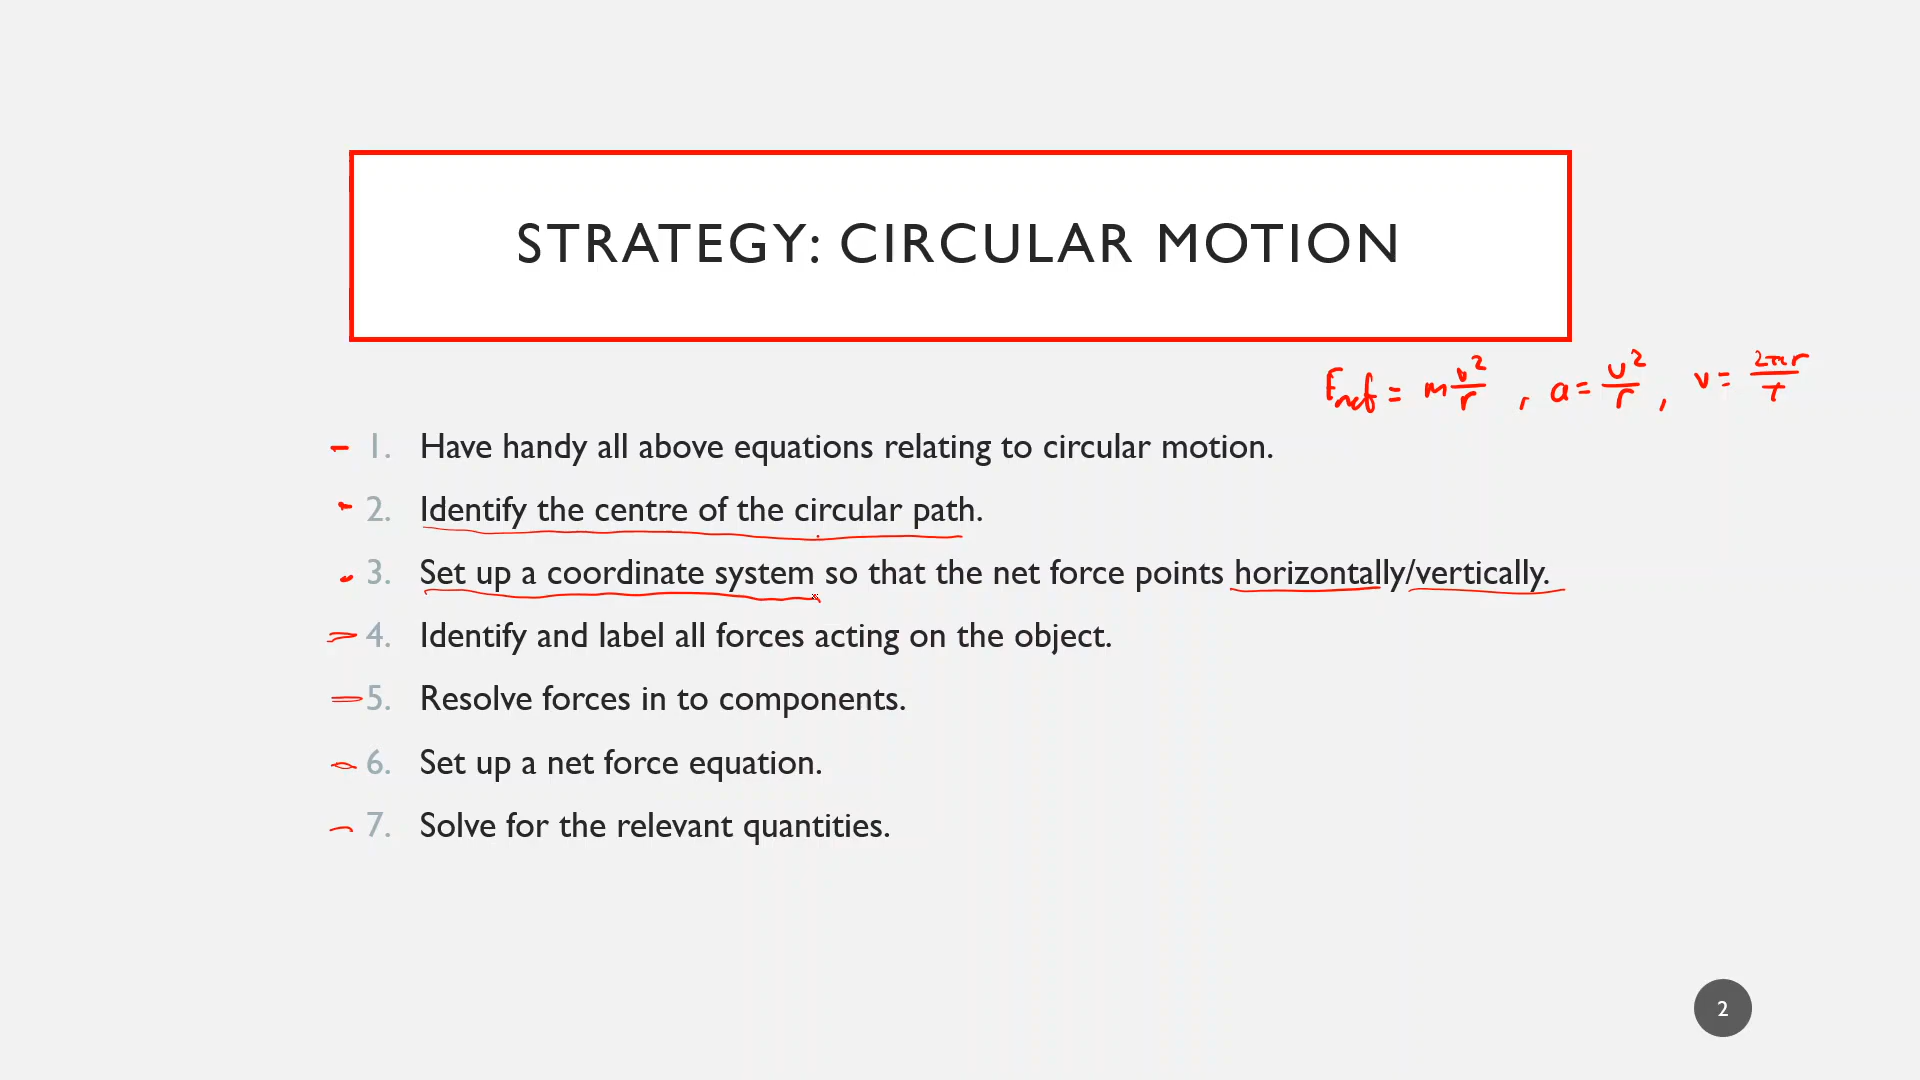 STRATEGY: CIRCULAR MOTION
Fnet = m v²/r , a = v²/r , v = 2πr/T
1. Have handy all above equations relating to circular motion.
2. Identify the centre of the circular path.
3. Set up a coordinate system so that the net force points horizontally/vertically.
4. Identify and label all forces acting on the object.
5. Resolve forces in to components.
6. Set up a net force equation.
7. Solve for the relevant quantities.
2